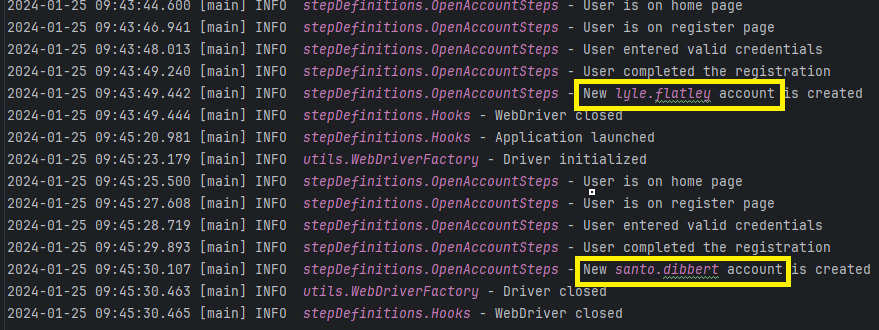 2024-01-25 09:43:44.600 [main] INFO  stepDefinitions.OpenAccountSteps - User is on home page
2024-01-25 09:43:46.941 [main] INFO  stepDefinitions.OpenAccountSteps - User is on register page
2024-01-25 09:43:48.013 [main] INFO  stepDefinitions.OpenAccountSteps - User entered valid credentials
2024-01-25 09:43:49.240 [main] INFO  stepDefinitions.OpenAccountSteps - User completed the registration
2024-01-25 09:43:49.442 [main] INFO  stepDefinitions.OpenAccountSteps - New lyle.flatley account is created
2024-01-25 09:43:49.444 [main] INFO  stepDefinitions.Hooks - WebDriver closed
2024-01-25 09:45:20.981 [main] INFO  stepDefinitions.Hooks - Application launched
2024-01-25 09:45:23.179 [main] INFO  utils.WebDriverFactory - Driver initialized
2024-01-25 09:45:25.500 [main] INFO  stepDefinitions.OpenAccountSteps - User is on home page
2024-01-25 09:45:27.608 [main] INFO  stepDefinitions.OpenAccountSteps - User is on register page
2024-01-25 09:45:28.719 [main] INFO  stepDefinitions.OpenAccountSteps - User entered valid credentials
2024-01-25 09:45:29.893 [main] INFO  stepDefinitions.OpenAccountSteps - User completed the registration
2024-01-25 09:45:30.107 [main] INFO  stepDefinitions.OpenAccountSteps - New santo.dibbert account is created
2024-01-25 09:45:30.463 [main] INFO  utils.WebDriverFactory - Driver closed
2024-01-25 09:45:30.465 [main] INFO  stepDefinitions.Hooks - WebDriver closed